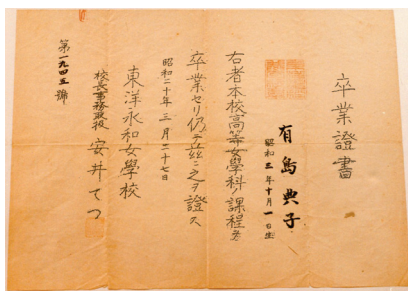 卒業證書
有島典子
昭和三年十月一日生
右者本校高等女學科ノ課程ヲ
卒業セリ仍テ茲ニ之ヲ證ス
昭和二十年三月二十七日
東洋永和女學校
校長事務取扱 安井てつ
第一九四五號